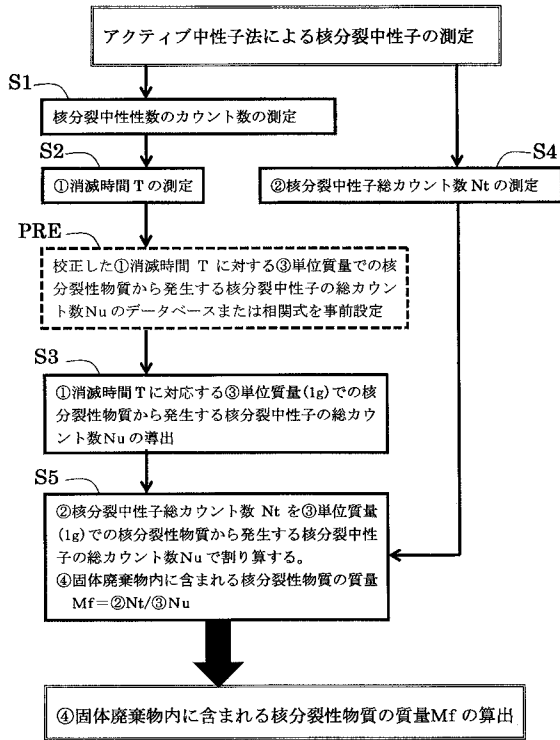 アクティブ中性子法による核分裂中性子の測定
S1
核分裂中性性数のカウント数の測定
S2
①消滅時間 T の測定
S4
②核分裂中性子総カウント数 Nt の測定
PRE
校正した①消滅時間 T に対する③単位質量での核
分裂性物質から発生する核分裂中性子の総カウン
ト数Nuのデータベースまたは相関式を事前設定
S3
①消滅時間 T に対応する③単位質量(1g)での核
分裂性物質から発生する核分裂中性子の総カウ
ント数Nu の導出
S5
②核分裂中性子総カウント数 Nt を③単位質量
(1g)での核分裂性物質から発生する核分裂中性
子の総カウント数Nuで割り算する。
④固体廃棄物内に含まれる核分裂性物質の質量
Mf=②Nt/③Nu
④固体廃棄物内に含まれる核分裂性物質の質量Mf の算出